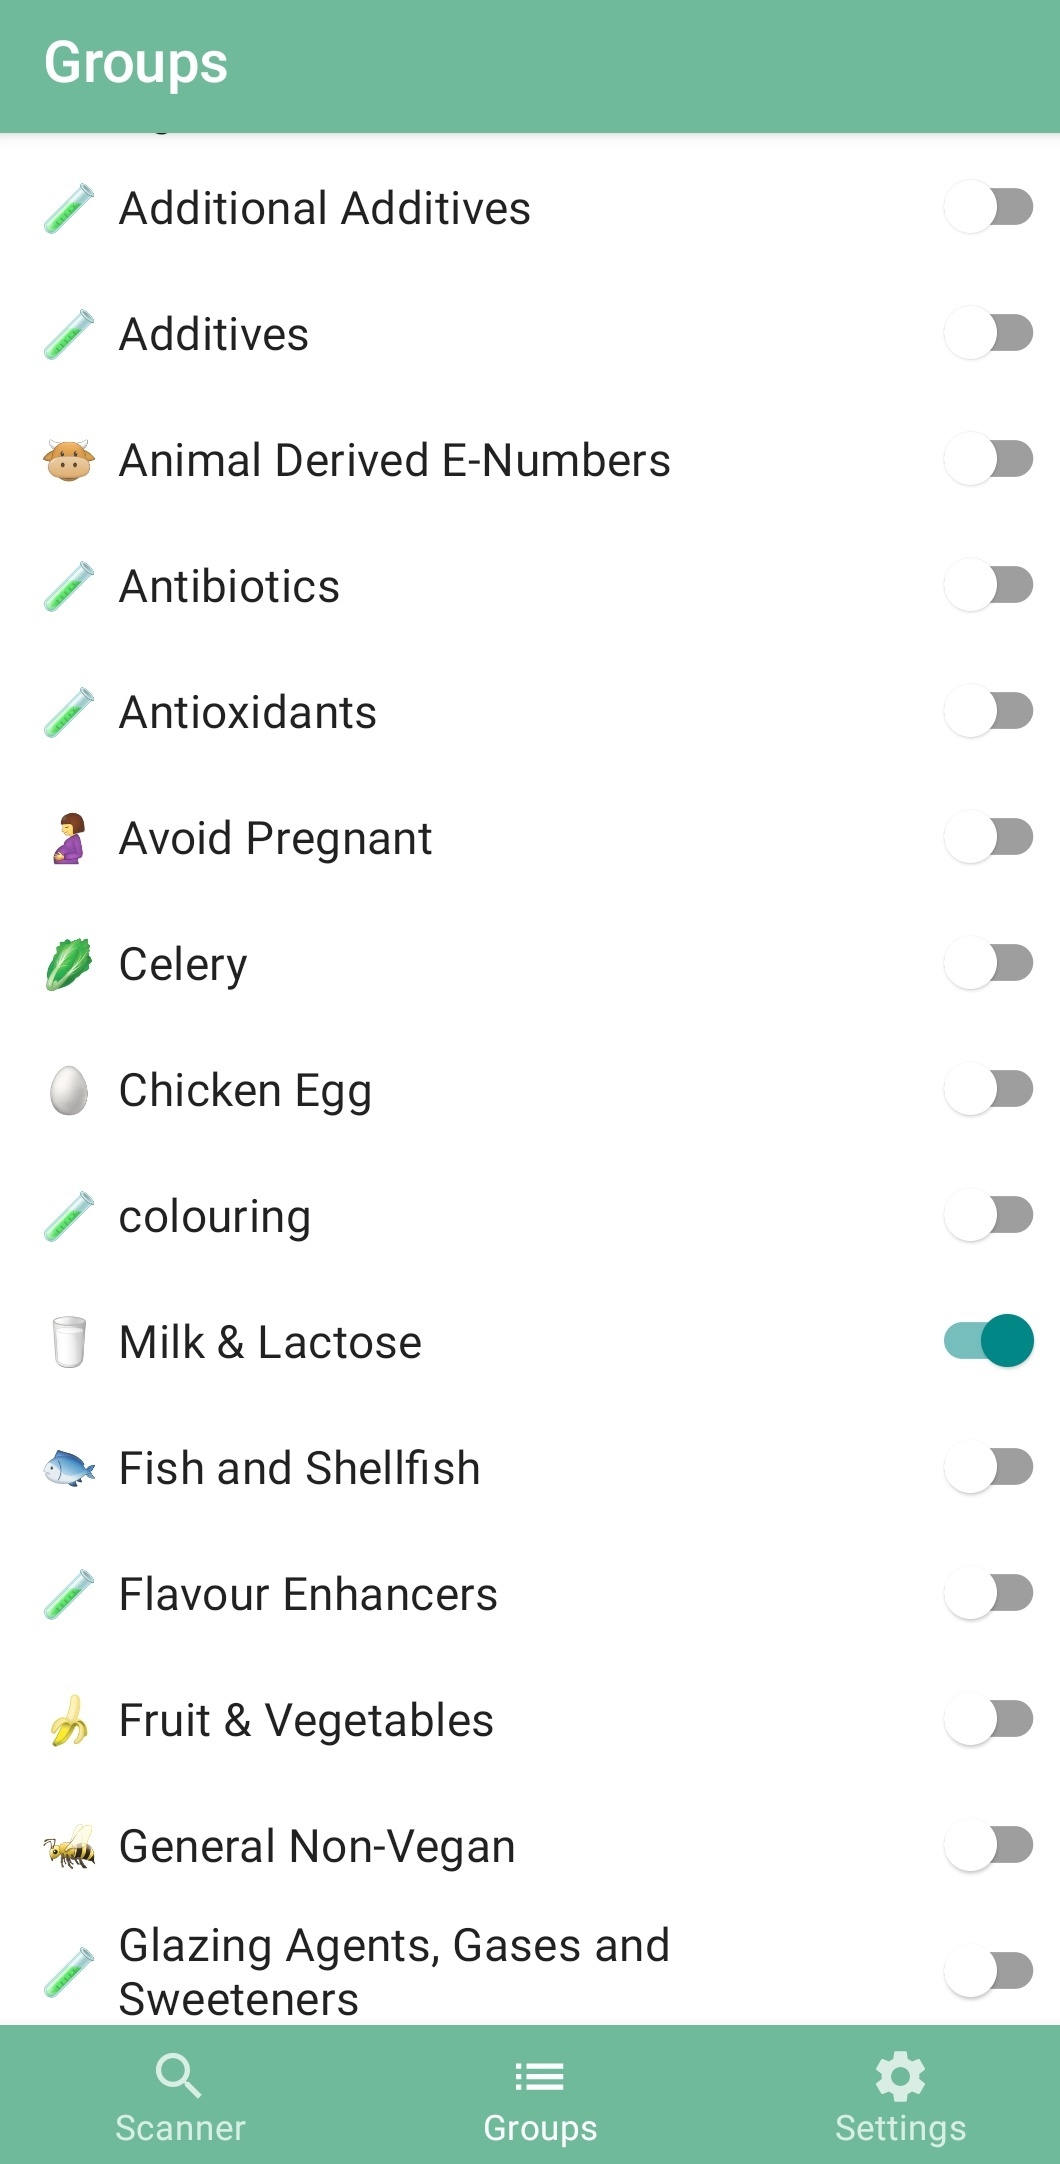 Groups
Additional Additives
Additives
Animal Derived E-Numbers
Antibiotics
Antioxidants
Avoid Pregnant
Celery
Chicken Egg
colouring
Milk & Lactose
Fish and Shellfish
Flavour Enhancers
Fruit & Vegetables
General Non-Vegan
Glazing Agents, Gases and
Sweeteners
Scanner
Groups
Settings